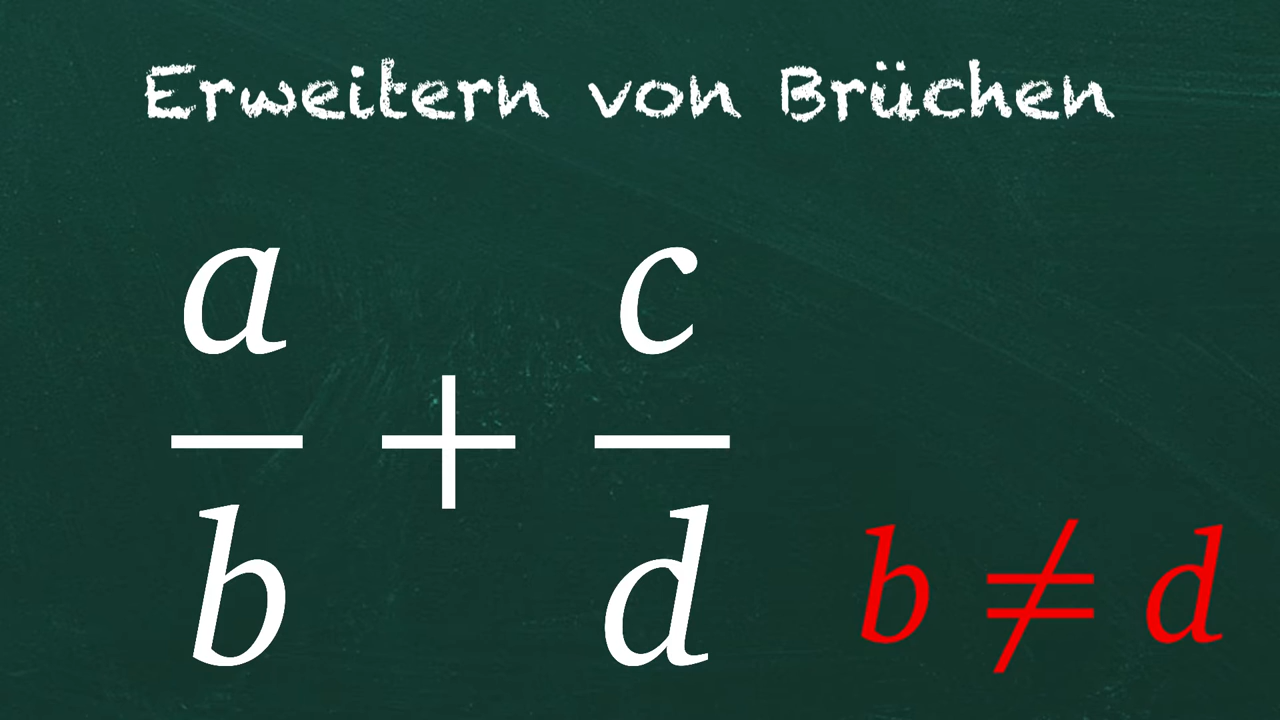 Erweitern von Brüchen
a/b + c/d
b ≠ d